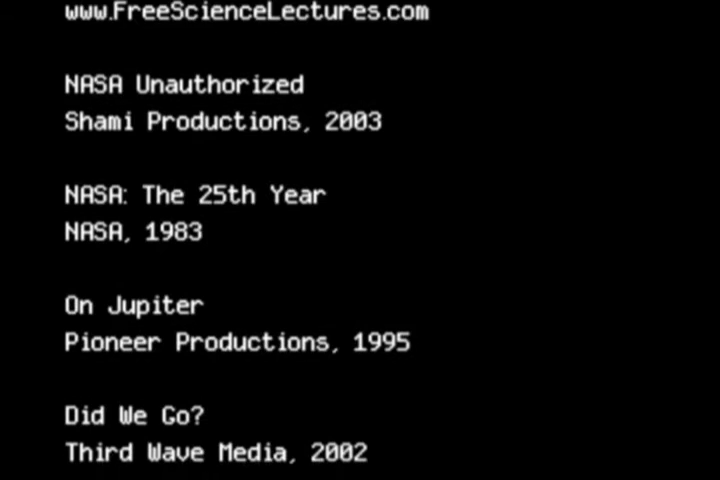 www.FreeScienceLectures.com
NASA Unauthorized
Shami Productions, 2003
NASA: The 25th Year
NASA, 1983
On Jupiter
Pioneer Productions, 1995
Did We Go?
Third Wave Media, 2002